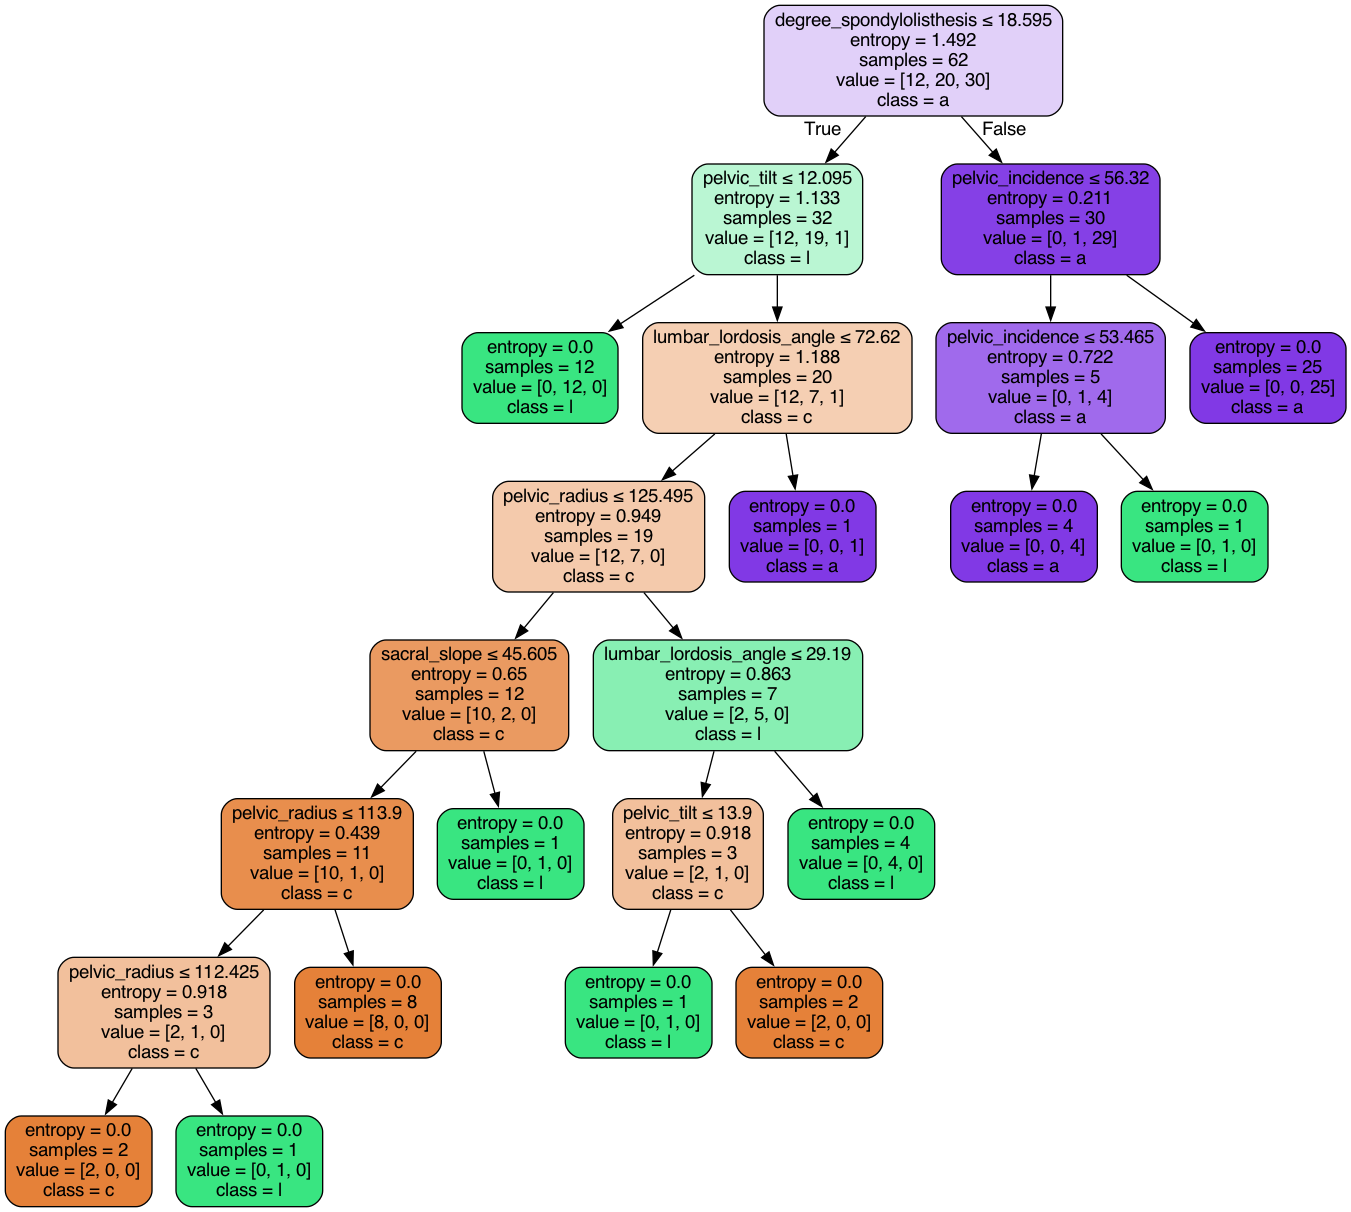 degree_spondylolisthesis ≤ 18.595
entropy = 1.492
samples = 62
value = [12, 20, 30]
class = a
True
False
pelvic_tilt ≤ 12.095
entropy = 1.133
samples = 32
value = [12, 19, 1]
class = l
pelvic_incidence ≤ 56.32
entropy = 0.211
samples = 30
value = [0, 1, 29]
class = a
entropy = 0.0
samples = 12
value = [0, 12, 0]
class = l
lumbar_lordosis_angle ≤ 72.62
entropy = 1.188
samples = 20
value = [12, 7, 1]
class = c
pelvic_incidence ≤ 53.465
entropy = 0.722
samples = 5
value = [0, 1, 4]
class = a
entropy = 0.0
samples = 25
value = [0, 0, 25]
class = a
pelvic_radius ≤ 125.495
entropy = 0.949
samples = 19
value = [12, 7, 0]
class = c
entropy = 0.0
samples = 1
value = [0, 0, 1]
class = a
entropy = 0.0
samples = 4
value = [0, 0, 4]
class = a
entropy = 0.0
samples = 1
value = [0, 1, 0]
class = l
sacral_slope ≤ 45.605
entropy = 0.65
samples = 12
value = [10, 2, 0]
class = c
lumbar_lordosis_angle ≤ 29.19
entropy = 0.863
samples = 7
value = [2, 5, 0]
class = l
pelvic_radius ≤ 113.9
entropy = 0.439
samples = 11
value = [10, 1, 0]
class = c
entropy = 0.0
samples = 1
value = [0, 1, 0]
class = l
pelvic_tilt ≤ 13.9
entropy = 0.918
samples = 3
value = [2, 1, 0]
class = c
entropy = 0.0
samples = 4
value = [0, 4, 0]
class = l
pelvic_radius ≤ 112.425
entropy = 0.918
samples = 3
value = [2, 1, 0]
class = c
entropy = 0.0
samples = 8
value = [8, 0, 0]
class = c
entropy = 0.0
samples = 1
value = [0, 1, 0]
class = l
entropy = 0.0
samples = 2
value = [2, 0, 0]
class = c
entropy = 0.0
samples = 2
value = [2, 0, 0]
class = c
entropy = 0.0
samples = 1
value = [0, 1, 0]
class = l